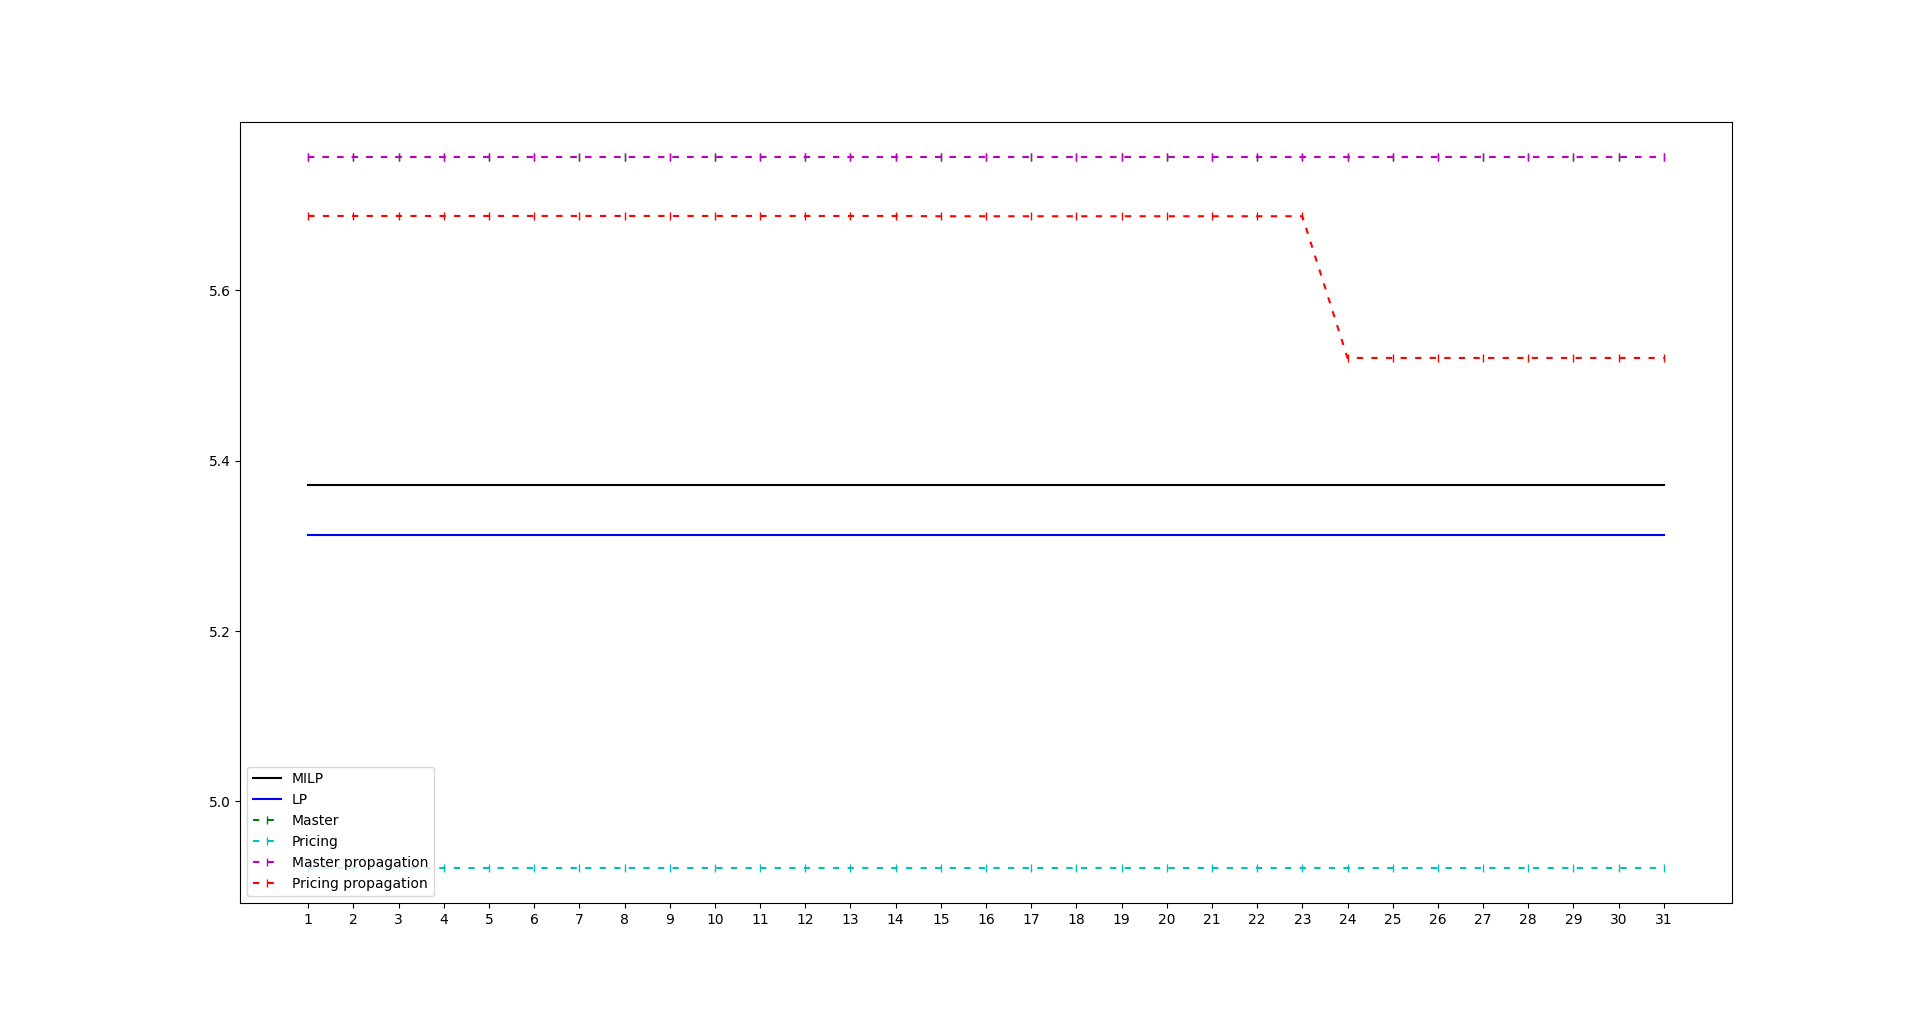 5.6
5.4
5.2
5.0
MILP
LP
Master
Pricing
Master propagation
Pricing propagation
1 2 3 4 5 6 7 8 9 10 11 12 13 14 15 16 17 18 19 20 21 22 23 24 25 26 27 28 29 30 31